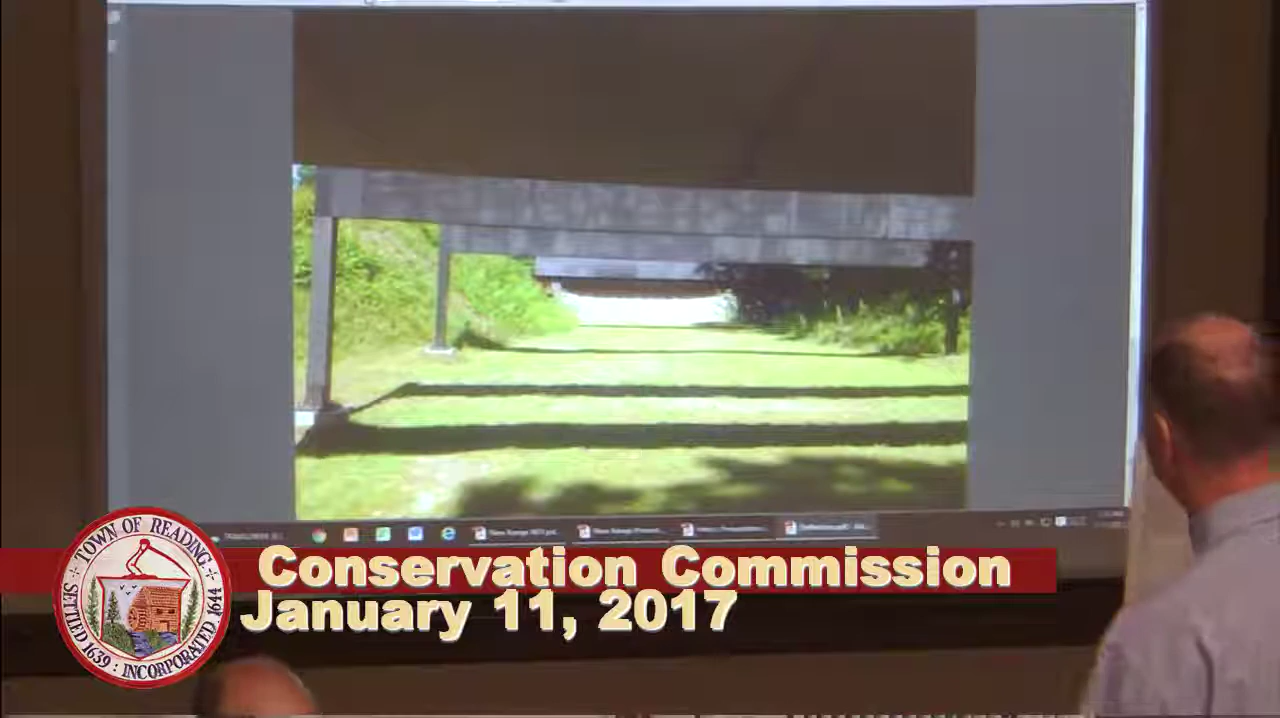 Conservation Commission
January 11, 2017
TOWN OF READING
SETTLED 1639 : INCORPORATED 1644